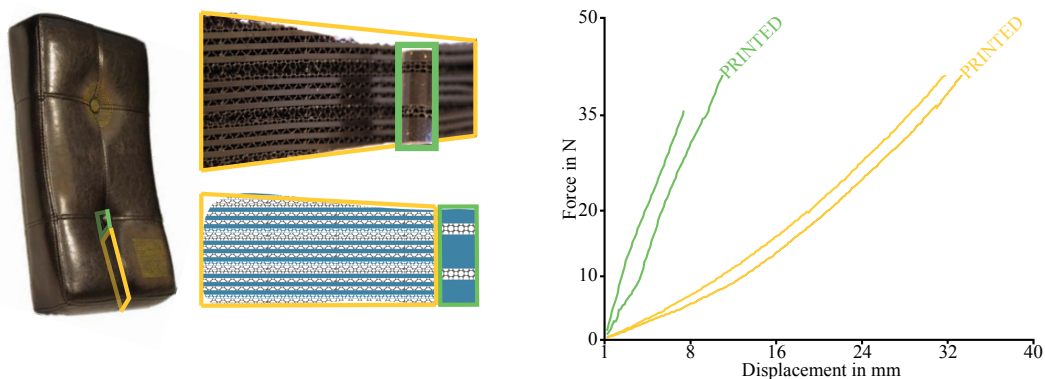 50
35
20
10
0
Force in N
PRINTED
PRINTED
1
8
16
24
32
40
Displacement in mm